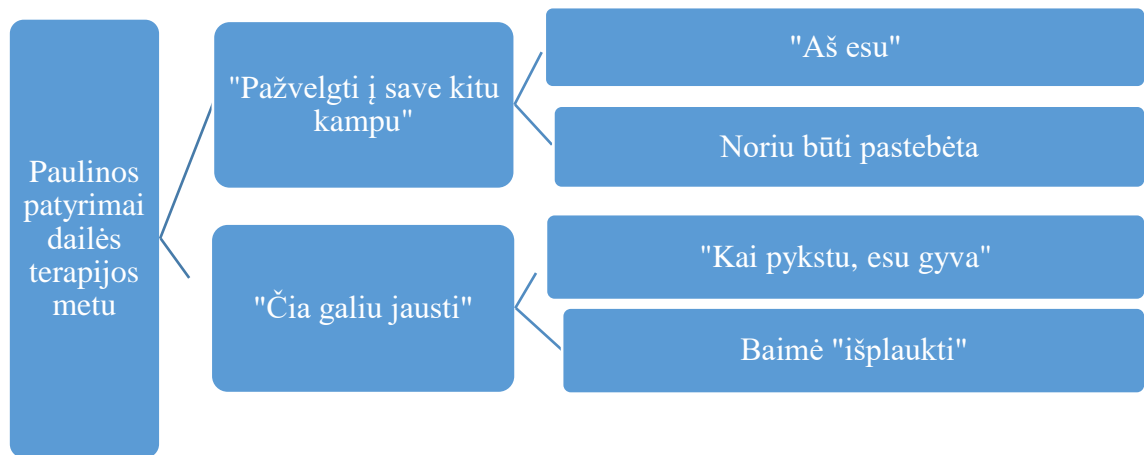 Paulinos
patyrimai
dailės
terapijos
metu
"Pažvelgti į save kitu
kampu"
"Aš esu"
Noriu būti pastebėta
"Čia galiu jausti"
"Kai pykstu, esu gyva"
Baimė "išplaukti"